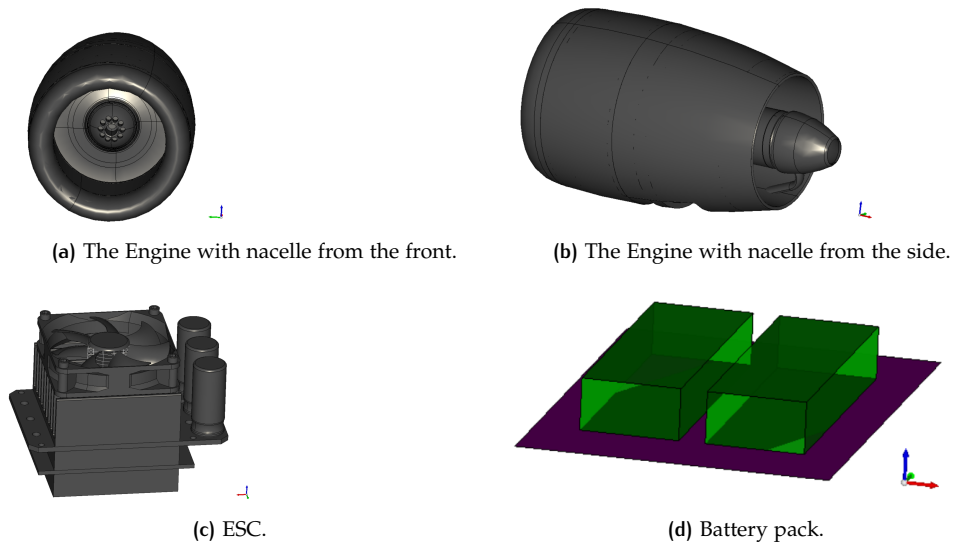 (a) The Engine with nacelle from the front.
(b) The Engine with nacelle from the side.
(c) ESC.
(d) Battery pack.